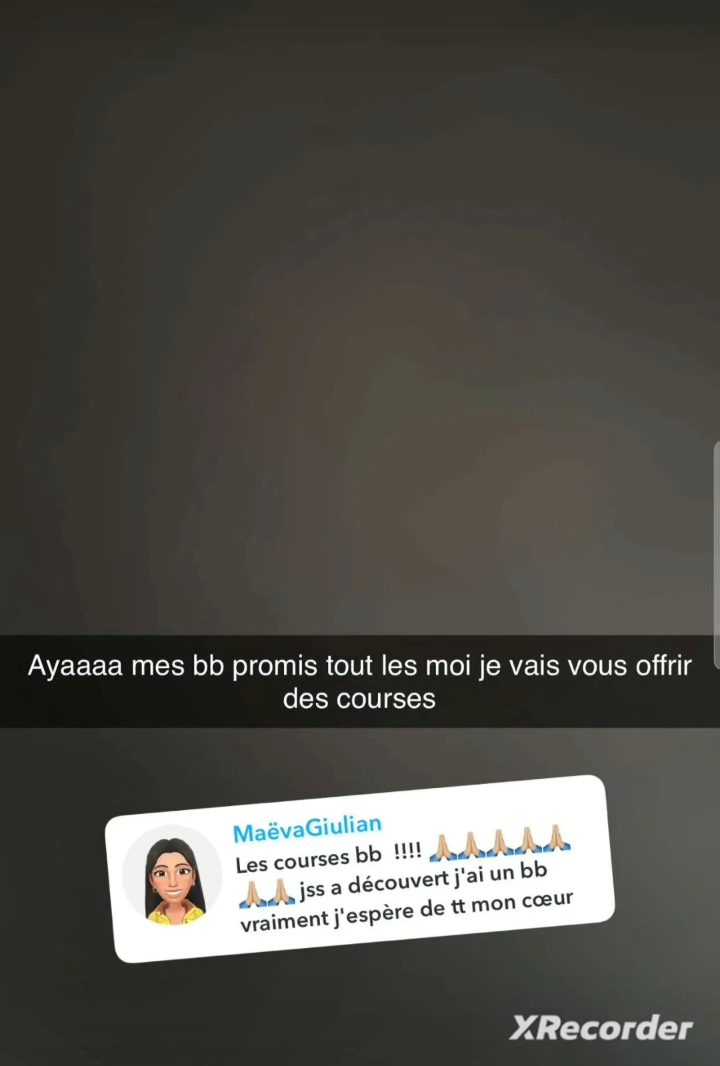 Ayaaaa mes bb promis tout les moi je vais vous offrir
des courses
MaëvaGiulian
Les courses bb !!!! 🙏🏼🙏🏼🙏🏼🙏🏼🙏🏼
🙏🏼🙏🏼 jss a découvert j'ai un bb
vraiment j'espère de tt mon cœur
XRecorder